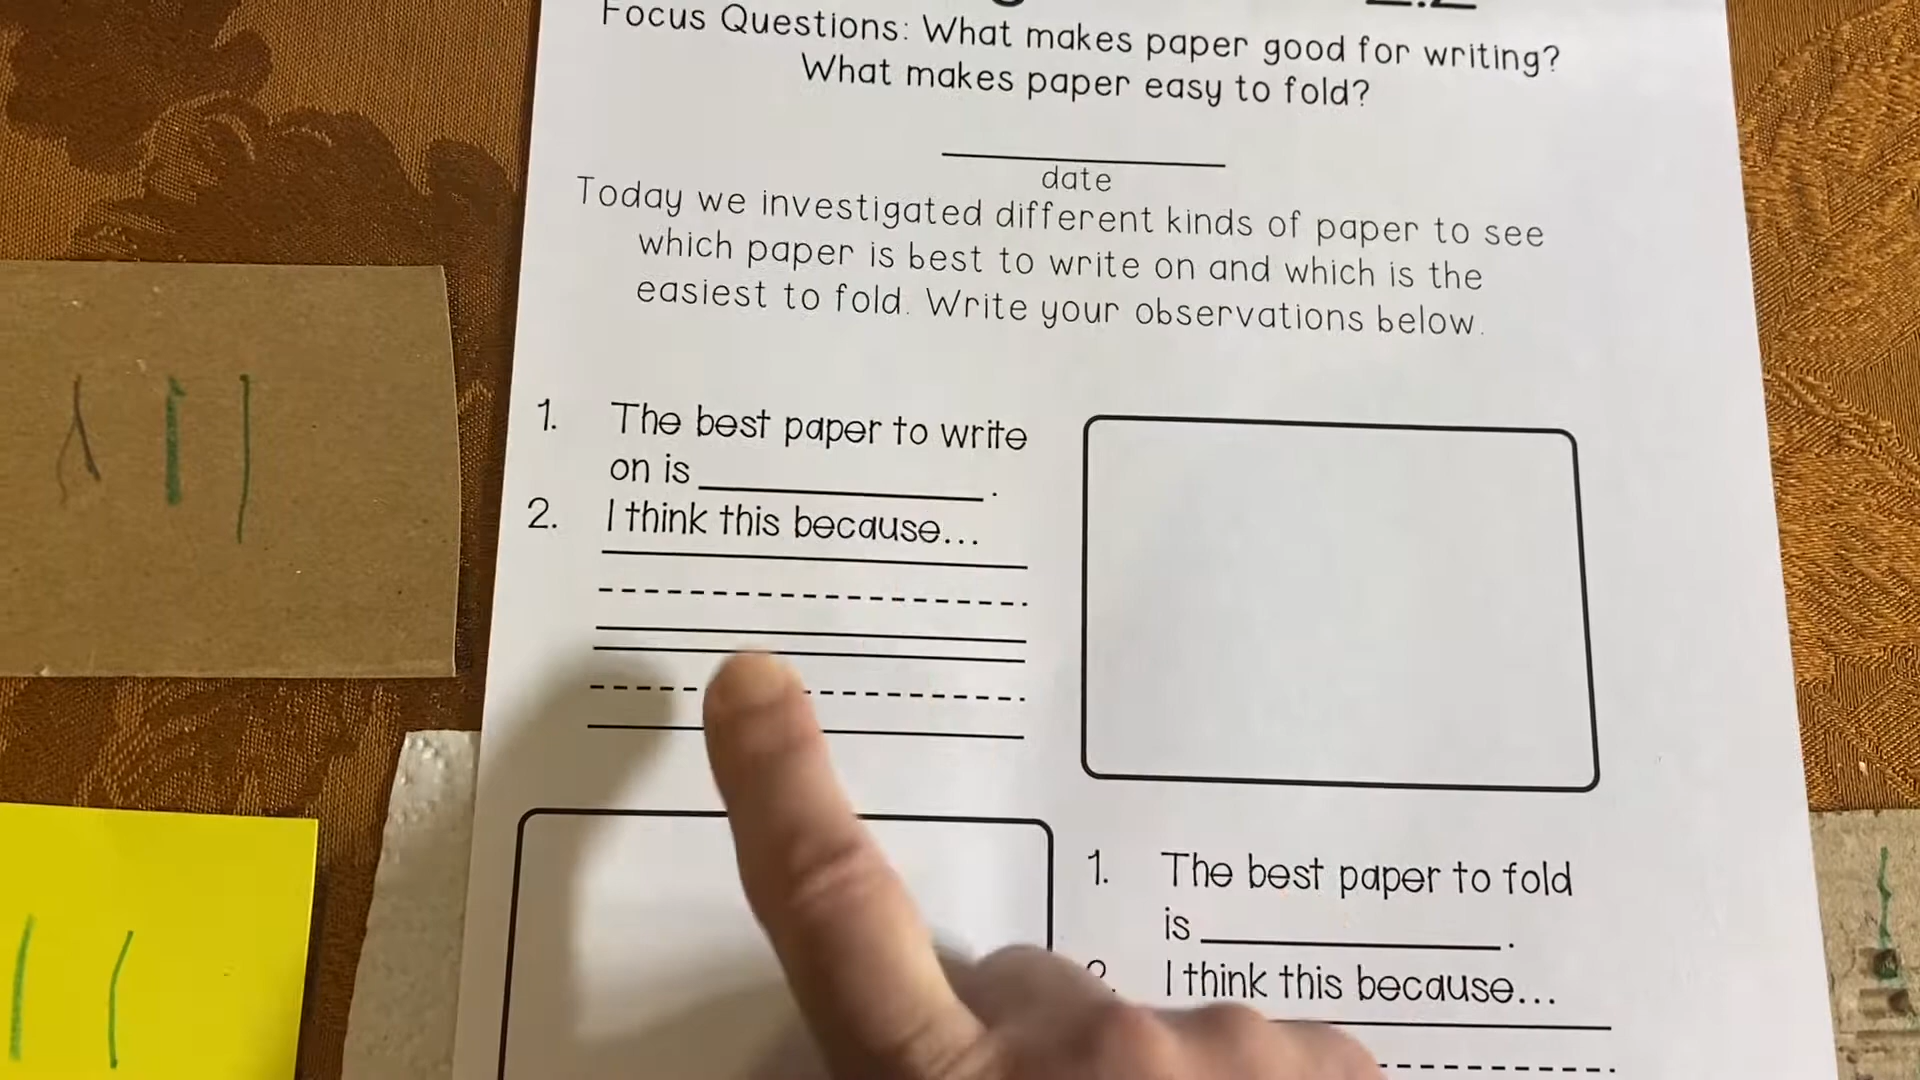 Focus Questions: What makes paper good for writing?
What makes paper easy to fold?
date
Today we investigated different kinds of paper to see
which paper is best to write on and which is the
easiest to fold. Write your observations below.
1. The best paper to write
on is ____________.
2. I think this because...
1. The best paper to fold
is ____________.
2. I think this because...